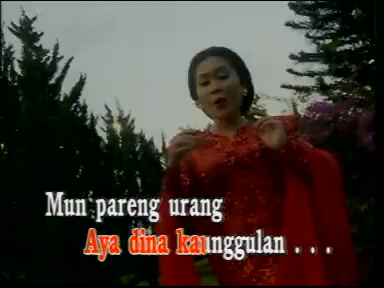 Mun pareng urang
Aya dina kaunggulan . . .